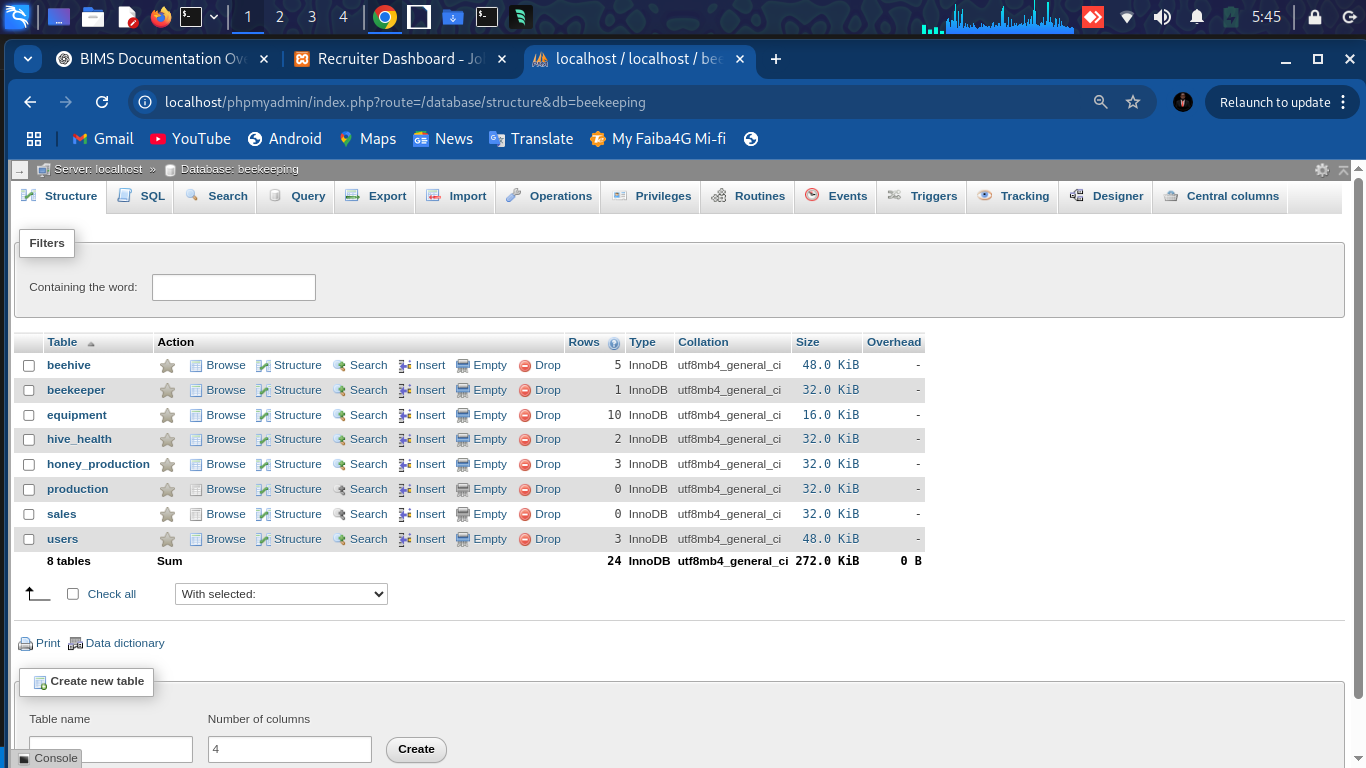 1 2 3 4 5:45
BIMS Documentation Ove Recruiter Dashboard - Jo localhost / localhost / bee
localhost/phpmyadmin/index.php?route=/database/structure&db=beekeeping Relaunch to update
Gmail YouTube Android Maps News Translate My Faiba4G Mi-fi
Server: localhost » Database: beekeeping
Structure SQL Search Query Export Import Operations Privileges Routines Events Triggers Tracking Designer Central columns
Filters
Containing the word:
Table Action Rows Type Collation Size Overhead
beehive Browse Structure Search Insert Empty Drop 5 InnoDB utf8mb4_general_ci 48.0 KiB -
beekeeper Browse Structure Search Insert Empty Drop 1 InnoDB utf8mb4_general_ci 32.0 KiB -
equipment Browse Structure Search Insert Empty Drop 10 InnoDB utf8mb4_general_ci 16.0 KiB -
hive_health Browse Structure Search Insert Empty Drop 2 InnoDB utf8mb4_general_ci 32.0 KiB -
honey_production Browse Structure Search Insert Empty Drop 3 InnoDB utf8mb4_general_ci 32.0 KiB -
production Browse Structure Search Insert Empty Drop 0 InnoDB utf8mb4_general_ci 32.0 KiB -
sales Browse Structure Search Insert Empty Drop 0 InnoDB utf8mb4_general_ci 32.0 KiB -
users Browse Structure Search Insert Empty Drop 3 InnoDB utf8mb4_general_ci 48.0 KiB -
8 tables Sum 24 InnoDB utf8mb4_general_ci 272.0 KiB 0 B
Check all With selected:
Print Data dictionary
Create new table
Table name Number of columns
4 Create
Console